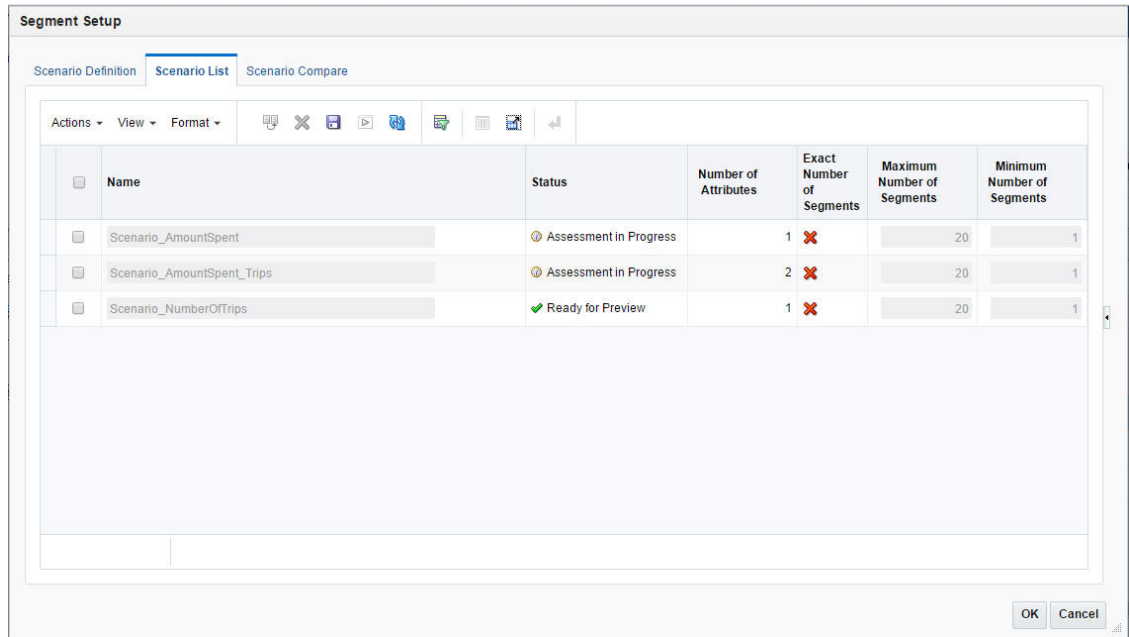 Segment Setup
Scenario Definition Scenario List Scenario Compare
Actions View Format
Name Status Number of Attributes Exact Number of Segments Maximum Number of Segments Minimum Number of Segments
Scenario_AmountSpent Assessment in Progress 1 20 1
Scenario_AmountSpent_Trips Assessment in Progress 2 20 1
Scenario_NumberOfTrips Ready for Preview 1 20 1
OK Cancel